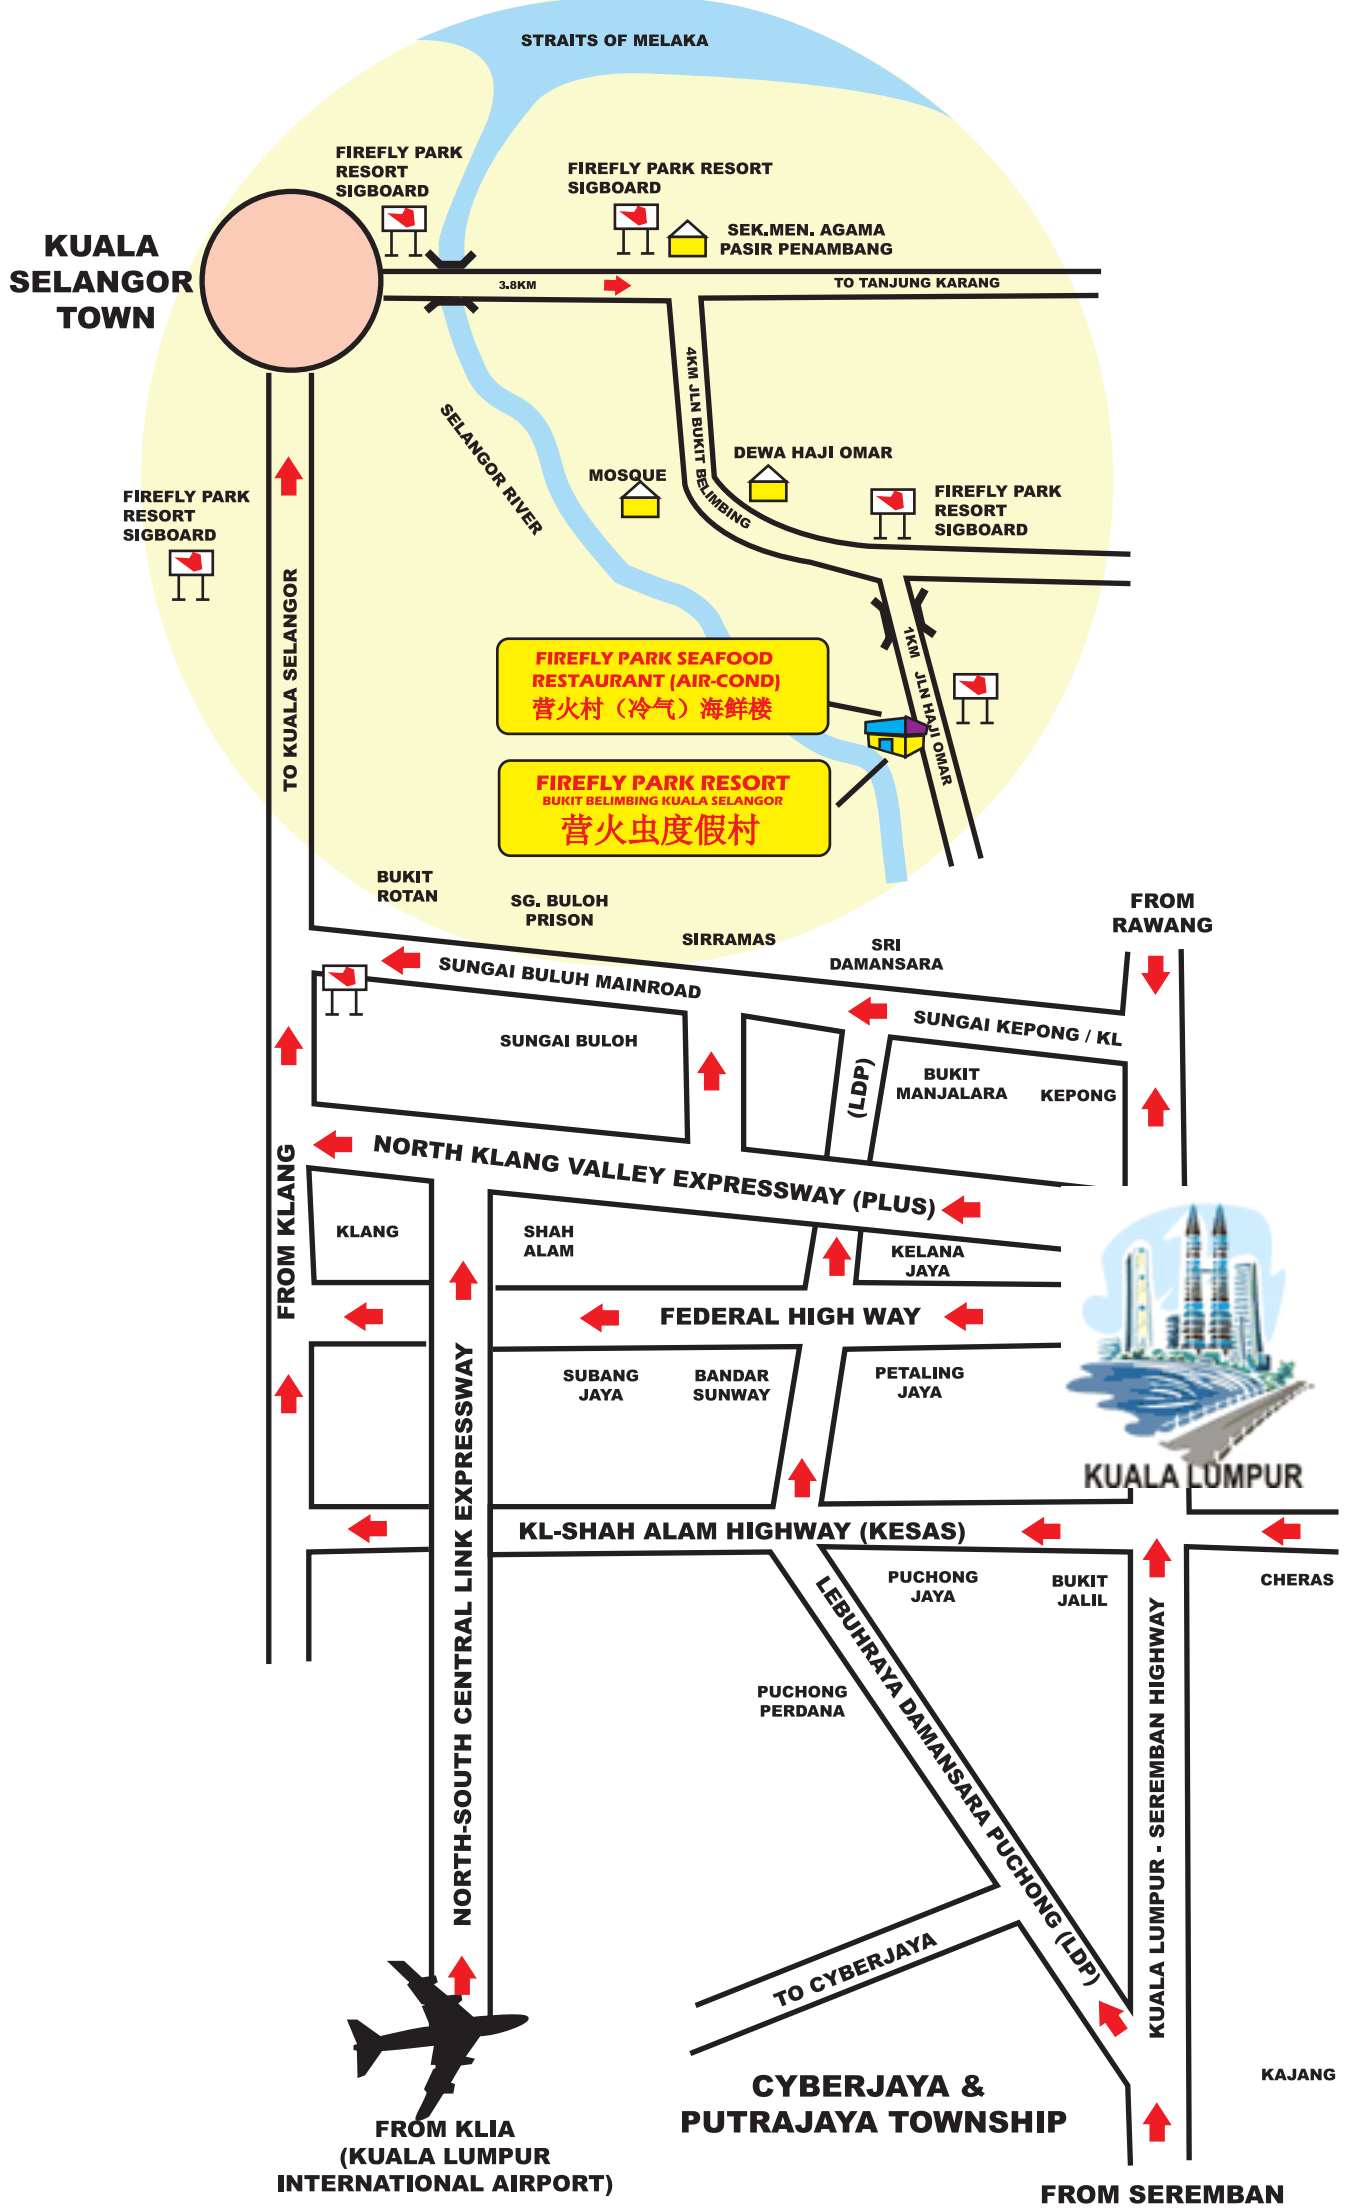 STRAITS OF MELAKA
FIREFLY PARK
RESORT
SIGBOARD
FIREFLY PARK RESORT
SIGBOARD
SEK.MEN. AGAMA
PASIR PENAMBANG
KUALA
SELANGOR
TOWN
3.8KM
TO TANJUNG KARANG
4KM JLN BUKIT BELIMBING
SELANGOR RIVER
MOSQUE
DEWA HAJI OMAR
FIREFLY PARK
RESORT
SIGBOARD
FIREFLY PARK
RESORT
SIGBOARD
TO KUALA SELANGOR
1KM JLN HAJI OMAR
FIREFLY PARK SEAFOOD
RESTAURANT (AIR-COND)
营火村（冷气）海鲜楼
FIREFLY PARK RESORT
BUKIT BELIMBING KUALA SELANGOR
营火虫度假村
BUKIT
ROTAN
SG. BULOH
PRISON
SIRRAMAS
SRI
DAMANSARA
FROM
RAWANG
SUNGAI BULUH MAINROAD
SUNGAI KEPONG / KL
SUNGAI BULOH
(LDP)
BUKIT
MANJALARA
KEPONG
NORTH KLANG VALLEY EXPRESSWAY (PLUS)
FROM KLANG
KLANG
SHAH
ALAM
KELANA
JAYA
FEDERAL HIGH WAY
SUBANG
JAYA
BANDAR
SUNWAY
PETALING
JAYA
KUALA LUMPUR
NORTH-SOUTH CENTRAL LINK EXPRESSWAY
KL-SHAH ALAM HIGHWAY (KESAS)
PUCHONG
JAYA
BUKIT
JALIL
CHERAS
LEBUHRAYA DAMANSARA PUCHONG (LDP)
KUALA LUMPUR - SEREMBAN HIGHWAY
PUCHONG
PERDANA
TO CYBERJAYA
CYBERJAYA &
PUTRAJAYA TOWNSHIP
KAJANG
FROM KLIA
(KUALA LUMPUR
INTERNATIONAL AIRPORT)
FROM SEREMBAN